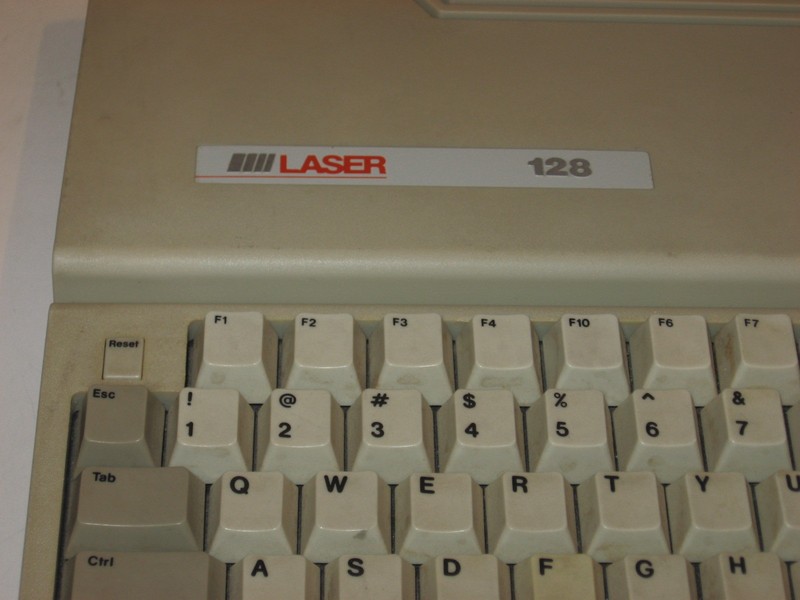 LASER 128
F1 F2 F3 F4 F10 F6 F7
Reset
Esc ! 1 @ 2 # 3 $ 4 % 5 ^ 6 & 7
Tab Q W E R T Y U
Ctrl A S D F G H